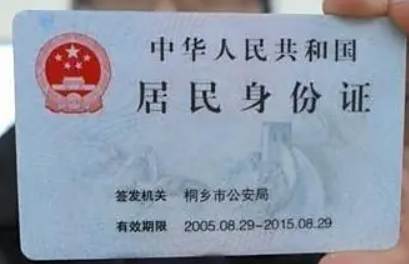 中华人民共和国
居民身份证
签发机关 桐乡市公安局
有效期限 2005.08.29-2015.08.29